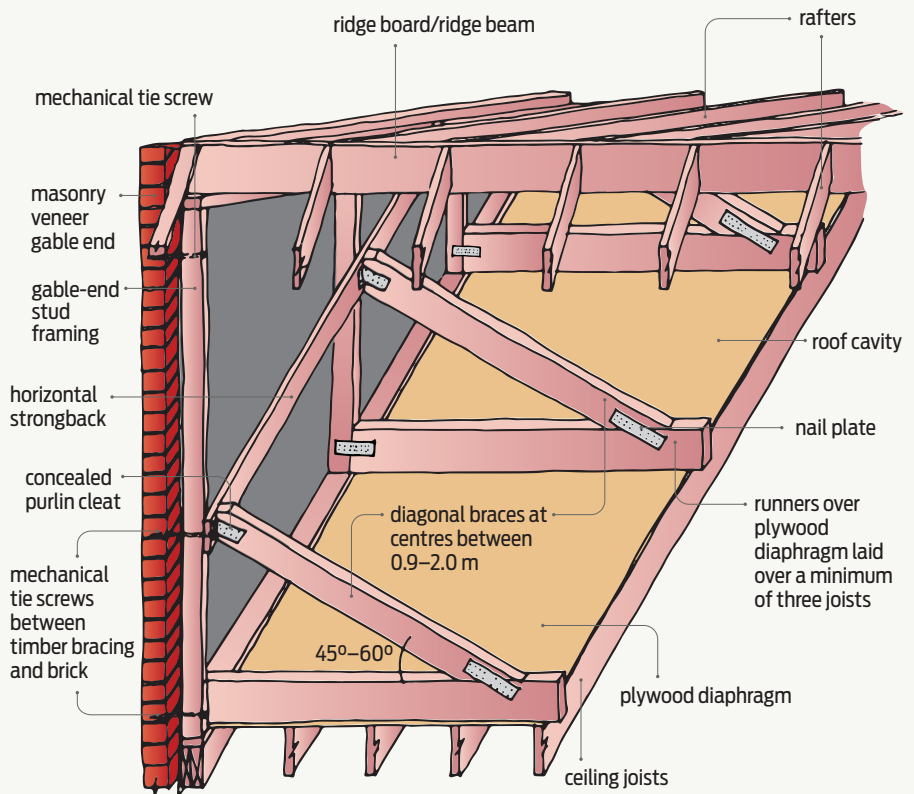 ridge board/ridge beam
rafters
mechanical tie screw
masonry
veneer
gable end
gable-end
stud
framing
roof cavity
horizontal
strongback
nail plate
concealed
purlin cleat
diagonal braces at
centres between
0.9–2.0 m
runners over
plywood
diaphragm laid
over a minimum
of three joists
mechanical
tie screws
between
timber bracing
and brick
45º–60º
plywood diaphragm
ceiling joists